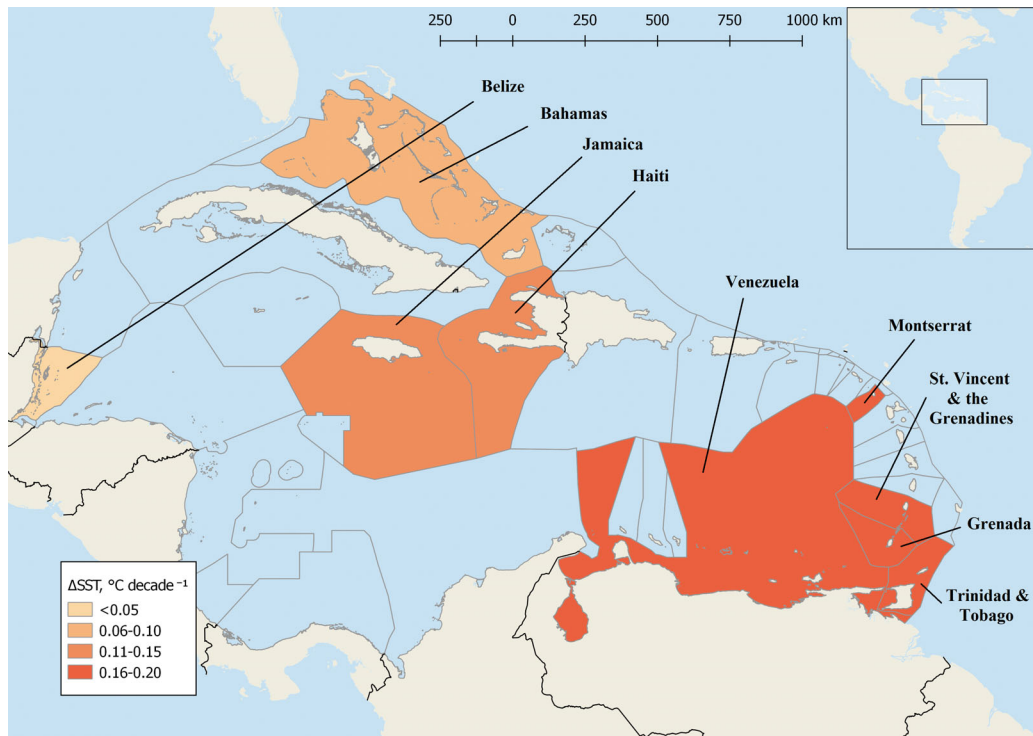 250 0 250 500 750 1000 km
Belize
Bahamas
Jamaica
Haiti
Venezuela
Montserrat
St. Vincent
& the
Grenadines
Grenada
Trinidad &
Tobago
ΔSST, °C decade ⁻¹
<0.05
0.06-0.10
0.11-0.15
0.16-0.20